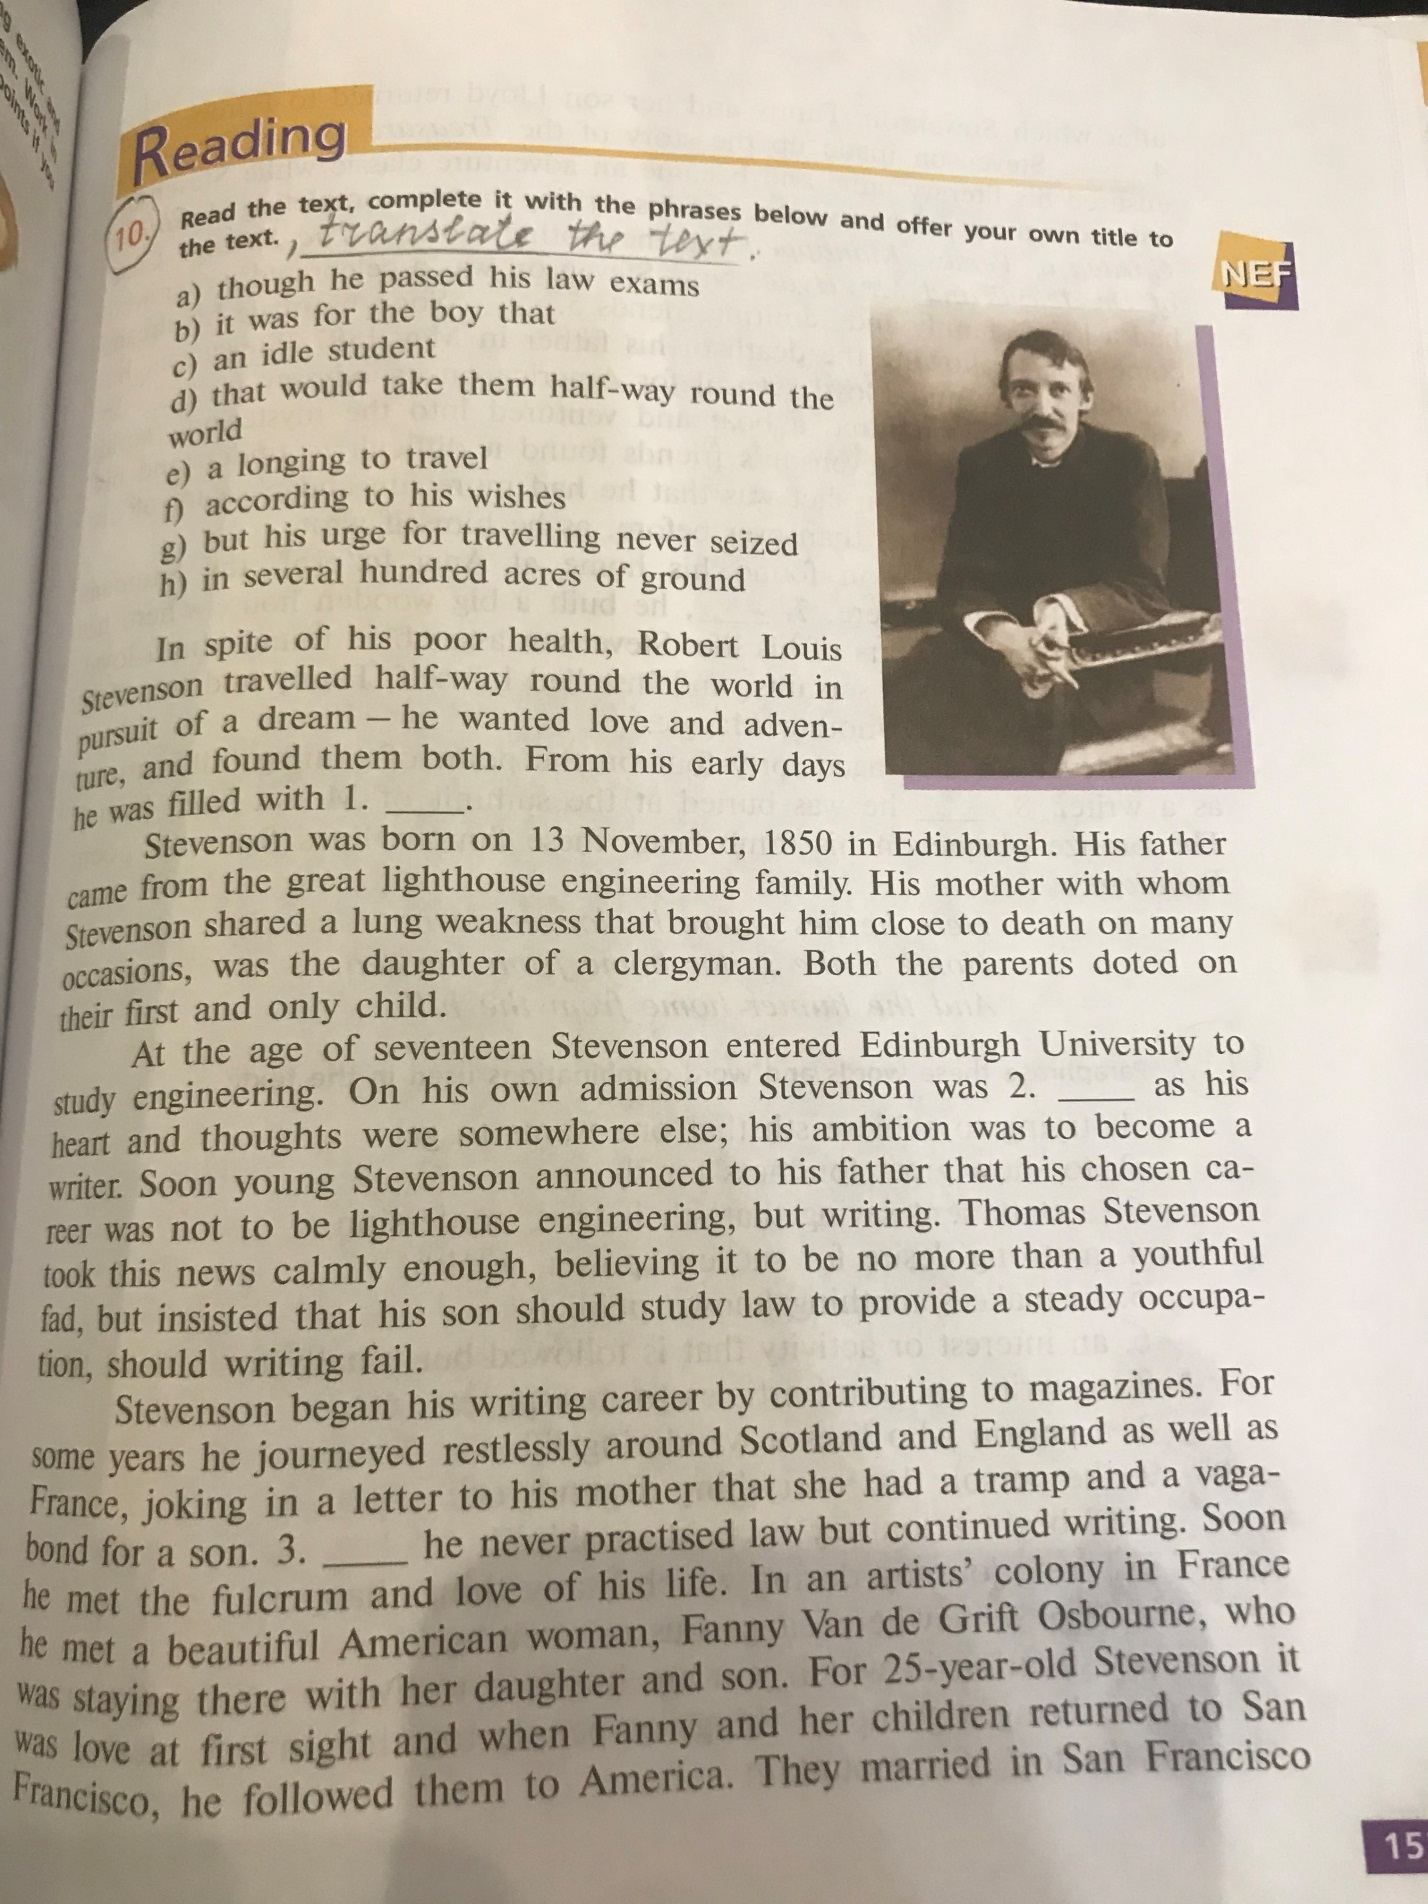 Reading
10. Read the text, complete it with the phrases below and offer your own title to
the text. , translate the text.
NEF
a) though he passed his law exams
b) it was for the boy that
c) an idle student
d) that would take them half-way round the
world
e) a longing to travel
f) according to his wishes
g) but his urge for travelling never seized
h) in several hundred acres of ground
In spite of his poor health, Robert Louis
Stevenson travelled half-way round the world in
pursuit of a dream — he wanted love and adven-
ture, and found them both. From his early days
he was filled with 1. ____.
Stevenson was born on 13 November, 1850 in Edinburgh. His father
came from the great lighthouse engineering family. His mother with whom
Stevenson shared a lung weakness that brought him close to death on many
occasions, was the daughter of a clergyman. Both the parents doted on
their first and only child.
At the age of seventeen Stevenson entered Edinburgh University to
study engineering. On his own admission Stevenson was 2. ____ as his
heart and thoughts were somewhere else; his ambition was to become a
writer. Soon young Stevenson announced to his father that his chosen ca-
reer was not to be lighthouse engineering, but writing. Thomas Stevenson
took this news calmly enough, believing it to be no more than a youthful
fad, but insisted that his son should study law to provide a steady occupa-
tion, should writing fail.
Stevenson began his writing career by contributing to magazines. For
some years he journeyed restlessly around Scotland and England as well as
France, joking in a letter to his mother that she had a tramp and a vaga-
bond for a son. 3. ____ he never practised law but continued writing. Soon
he met the fulcrum and love of his life. In an artists' colony in France
he met a beautiful American woman, Fanny Van de Grift Osbourne, who
was staying there with her daughter and son. For 25-year-old Stevenson it
was love at first sight and when Fanny and her children returned to San
Francisco, he followed them to America. They married in San Francisco
15